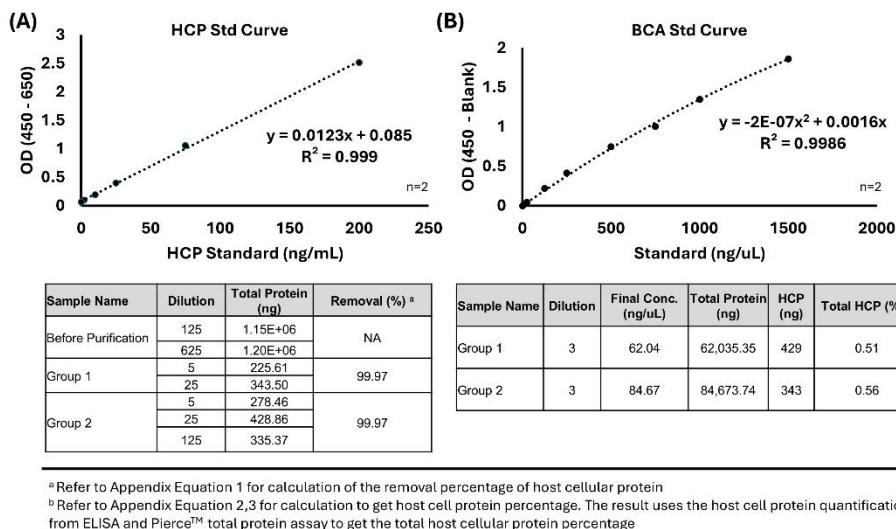 (A)
HCP Std Curve
OD (450 - 650)
3
2.5
2
1.5
1
0.5
0
y = 0.0123x + 0.085
R² = 0.999
n=2
0 50 100 150 200 250
HCP Standard (ng/mL)
(B)
BCA Std Curve
OD (450 - Blank)
2
1.5
1
0.5
0
y = -2E-07x² + 0.0016x
R² = 0.9986
n=2
0 500 1000 1500 2000
Standard (ng/uL)
Sample Name Dilution Total Protein (ng) Removal (%) ᵃ
Before Purification 125 1.15E+06 NA
625 1.20E+06
Group 1 5 225.61 99.97
25 343.50
Group 2 5 278.46 99.97
25 428.86
125 335.37
Sample Name Dilution Final Conc. (ng/uL) Total Protein (ng) HCP (ng) Total HCP (%
Group 1 3 62.04 62,035.35 429 0.51
Group 2 3 84.67 84,673.74 343 0.56
ᵃ Refer to Appendix Equation 1 for calculation of the removal percentage of host cellular protein
ᵇ Refer to Appendix Equation 2,3 for calculation to get host cell protein percentage. The result uses the host cell protein quantificati
from ELISA and Pierce™ total protein assay to get the total host cellular protein percentage